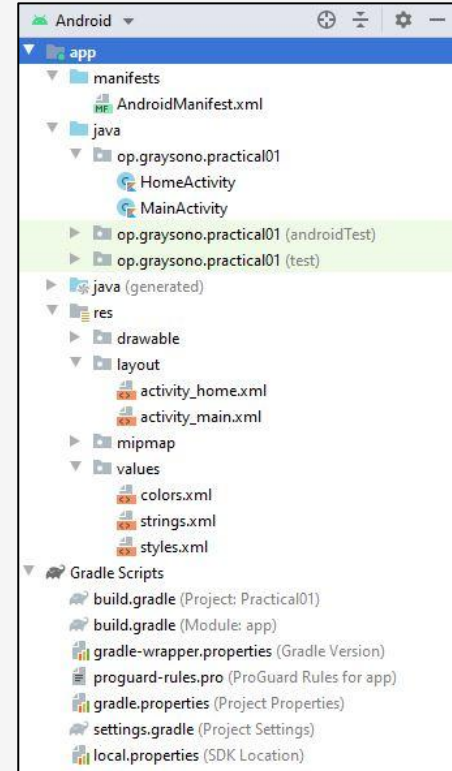 Android
app
manifests
MF AndroidManifest.xml
java
op.graysono.practical01
HomeActivity
MainActivity
op.graysono.practical01 (androidTest)
op.graysono.practical01 (test)
java (generated)
res
drawable
layout
activity_home.xml
activity_main.xml
mipmap
values
colors.xml
strings.xml
styles.xml
Gradle Scripts
build.gradle (Project: Practical01)
build.gradle (Module: app)
gradle-wrapper.properties (Gradle Version)
proguard-rules.pro (ProGuard Rules for app)
gradle.properties (Project Properties)
settings.gradle (Project Settings)
local.properties (SDK Location)